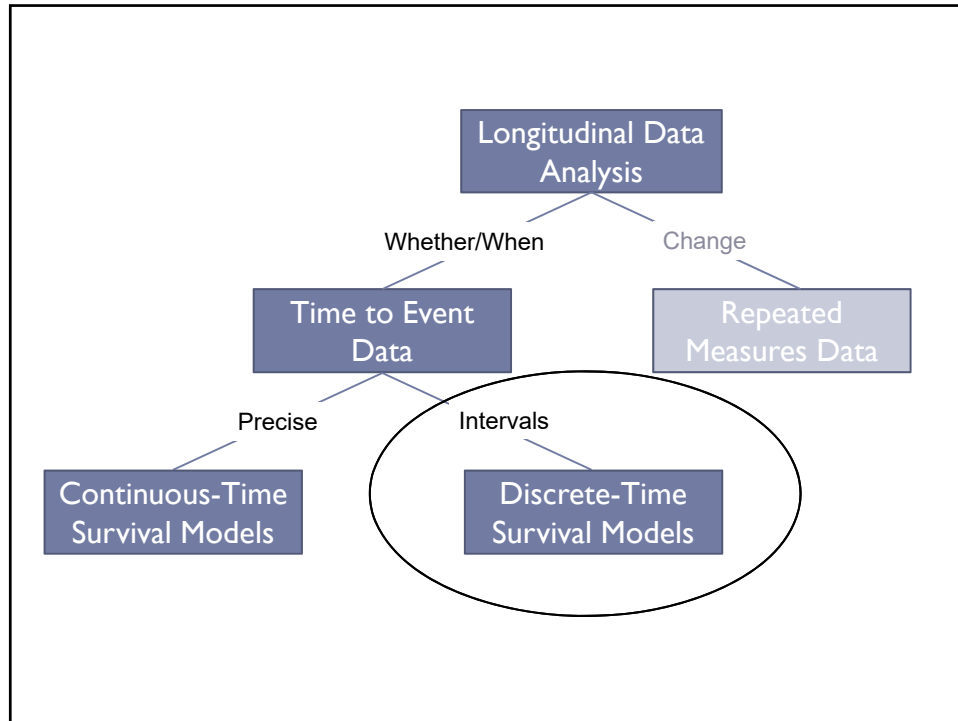 Longitudinal Data
Analysis
Whether/When
Change
Time to Event
Data
Repeated
Measures Data
Precise
Intervals
Continuous-Time
Survival Models
Discrete-Time
Survival Models